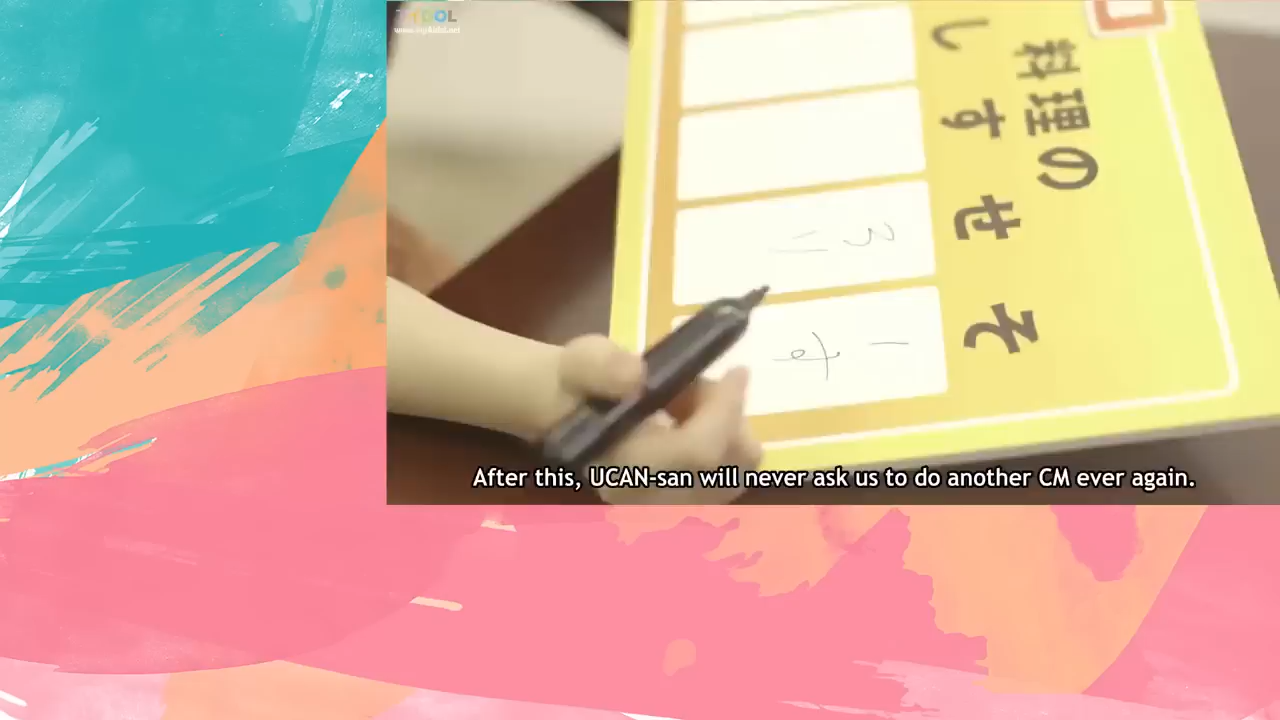 料理の
し
す
せ
そ
After this, UCAN-san will never ask us to do another CM ever again.